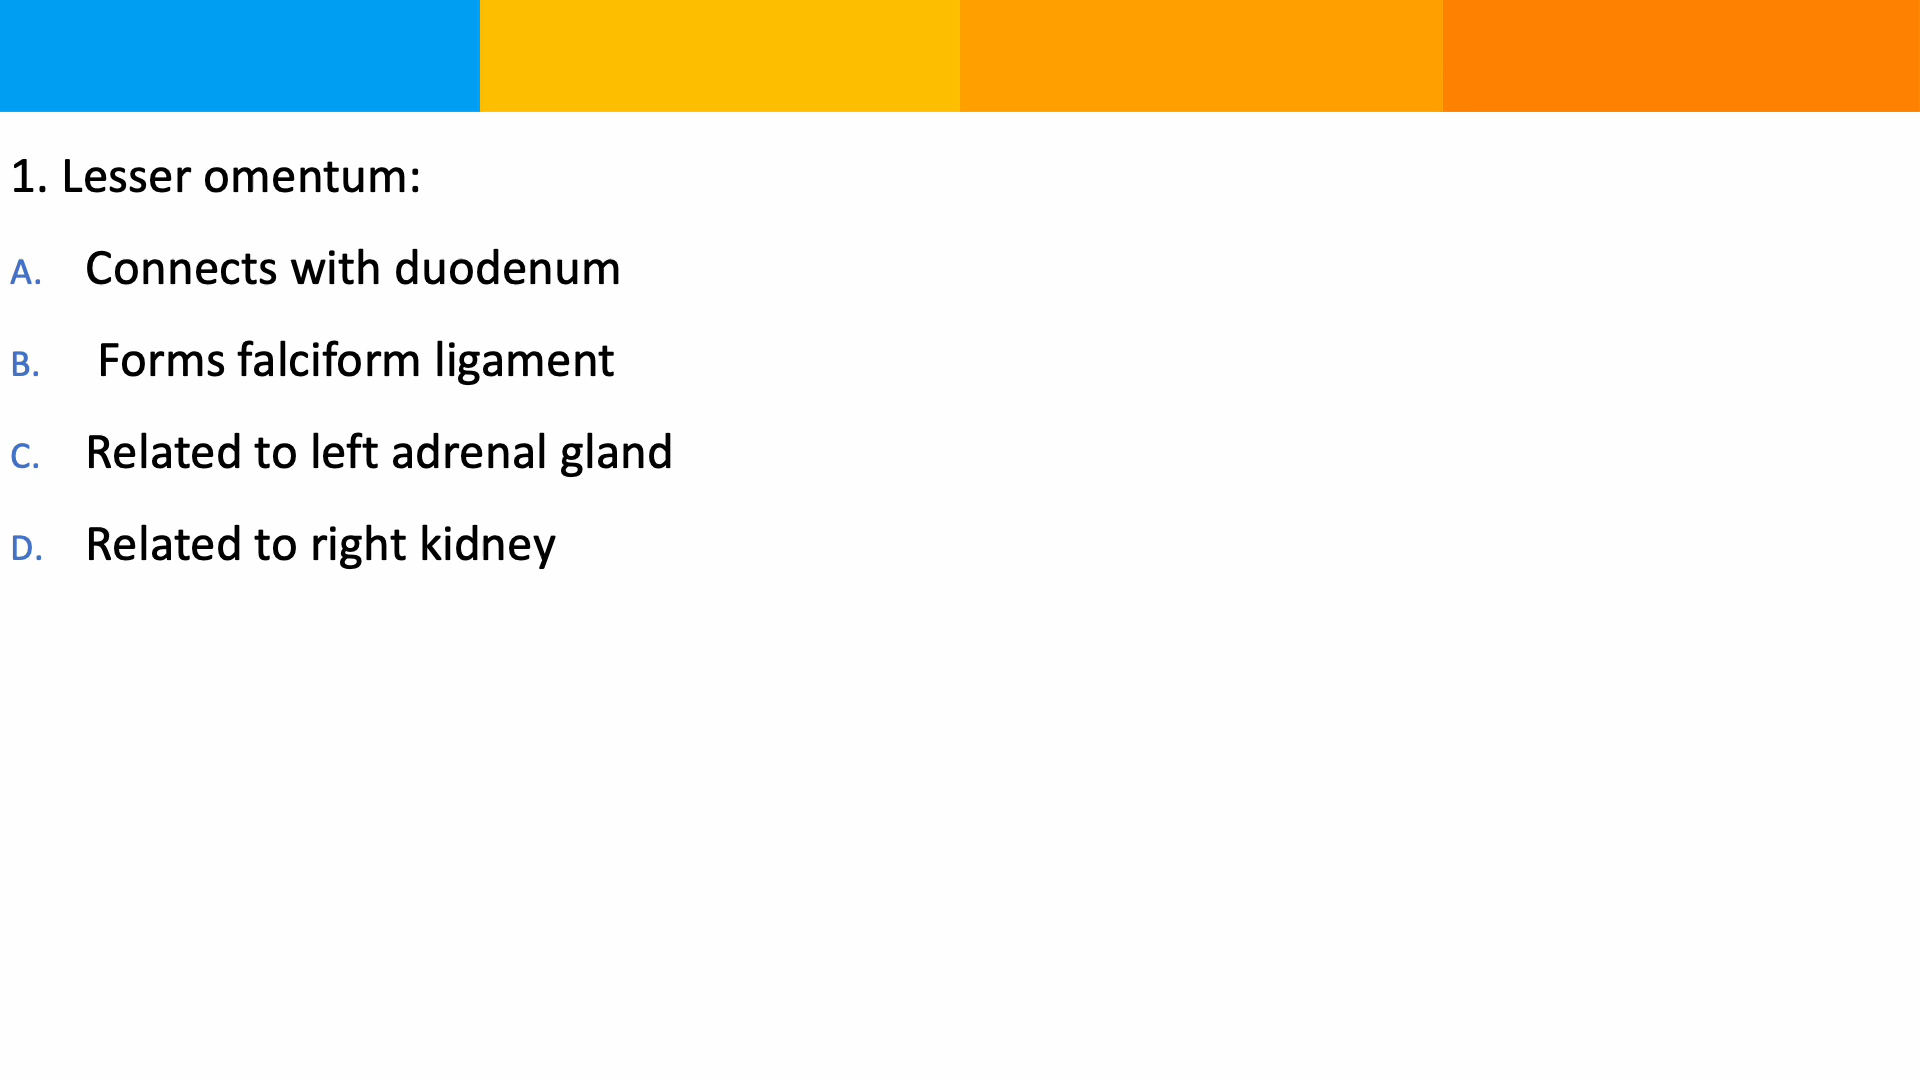 1. Lesser omentum:
A. Connects with duodenum
B. Forms falciform ligament
C. Related to left adrenal gland
D. Related to right kidney